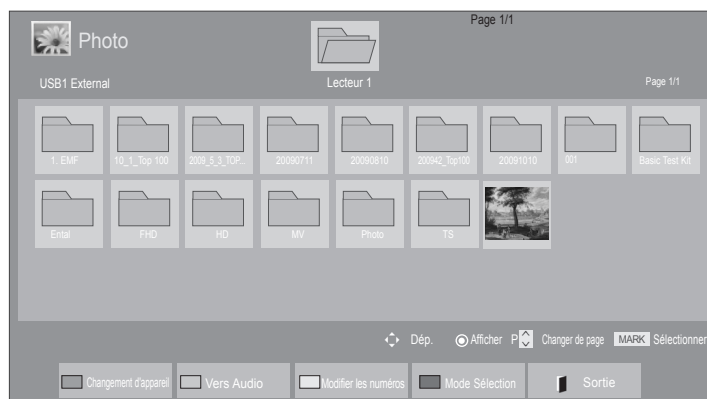 Page 1/1
Photo
USB1 External
Lecteur 1
Page 1/1
1. EMF
10_1_Top 100
2009_5_3_TOP...
20090711
20090810
200942_Top100
20091010
001
Basic Test Kit
Ental
FHD
HD
MV
Photo
TS
Dép.
Afficher
P
Changer de page
MARK
Sélectionner
Changement d'appareil
Vers Audio
Modifier les numéros
Mode Sélection
Sortie